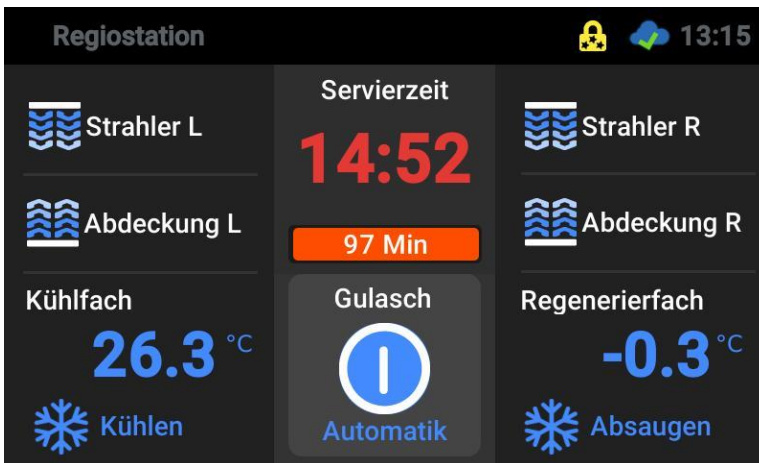 Regiostation
13:15
Strahler L
Abdeckung L
Kühlfach
26.3 °C
Kühlen
Servierzeit
14:52
97 Min
Gulasch
Automatik
Strahler R
Abdeckung R
Regenerierfach
-0.3 °C
Absaugen